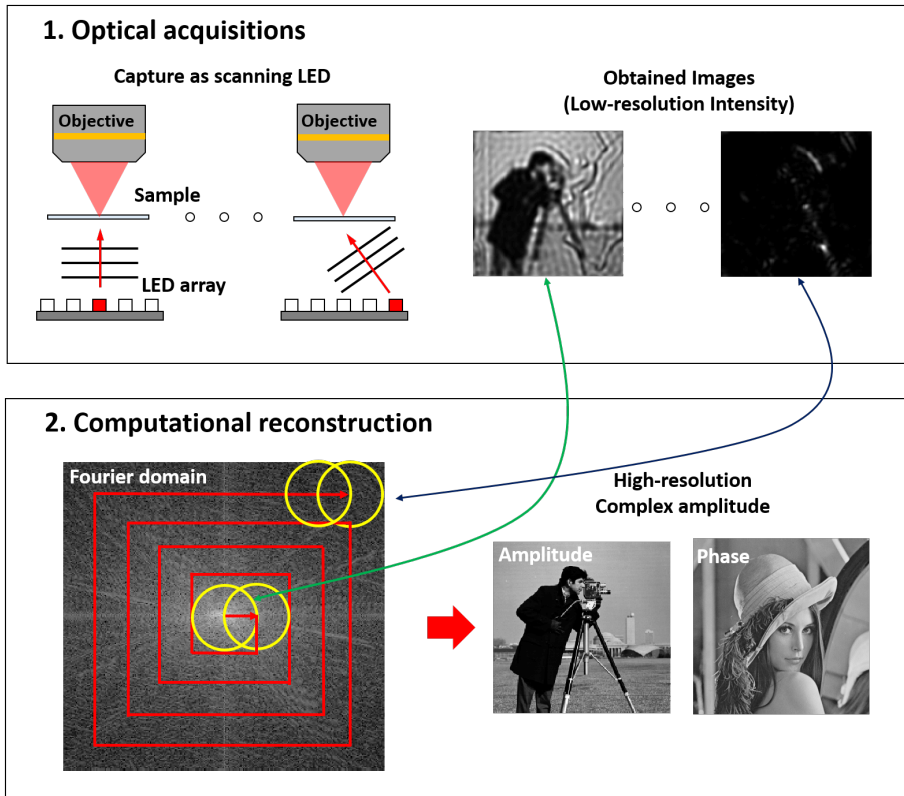 1. Optical acquisitions
Capture as scanning LED
Objective
Objective
Sample
LED array
Obtained Images
(Low-resolution Intensity)
2. Computational reconstruction
Fourier domain
High-resolution
Complex amplitude
Amplitude
Phase